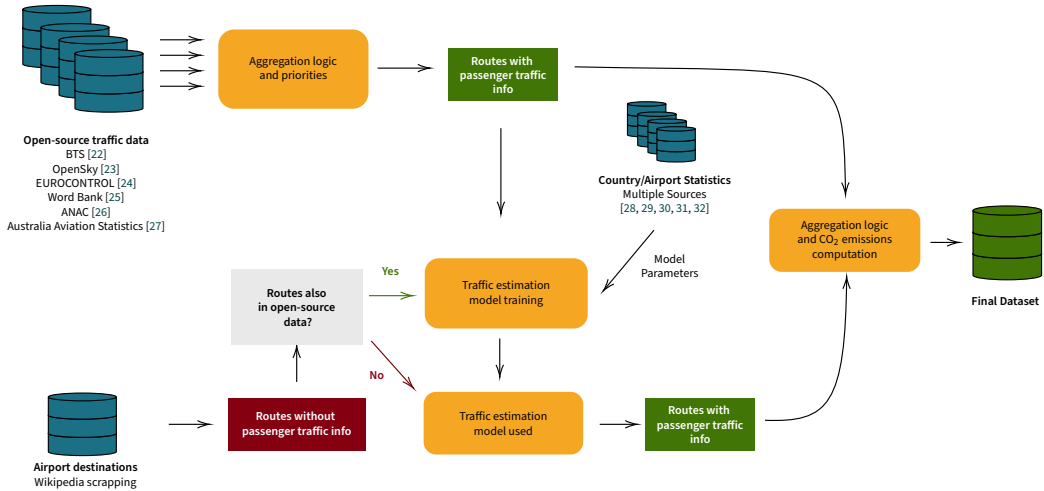 Aggregation logic
and priorities
Routes with
passenger traffic
info
Open-source traffic data
BTS [22]
OpenSky [23]
EUROCONTROL [24]
Word Bank [25]
ANAC [26]
Australia Aviation Statistics [27]
Country/Airport Statistics
Multiple Sources
[28, 29, 30, 31, 32]
Aggregation logic
and CO₂ emissions
computation
Final Dataset
Model
Parameters
Yes
Traffic estimation
model training
Routes also
in open-source
data?
No
Routes without
passenger traffic info
Traffic estimation
model used
Routes with
passenger traffic
info
Airport destinations
Wikipedia scrapping